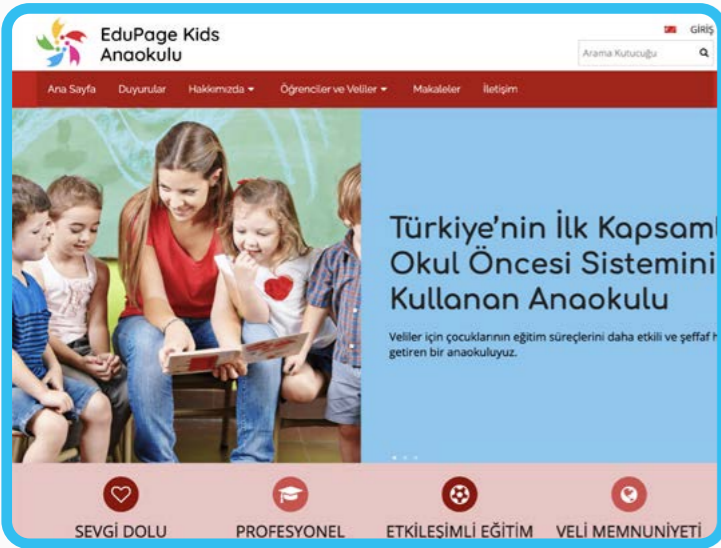 EduPage Kids
Anaokulu
GİRİŞ
Arama Kutucuğu
Ana Sayfa Duyurular Hakkımızda Öğrenciler ve Veliler Makaleler İletişim
Türkiye'nin İlk Kapsaml
Okul Öncesi Sistemini
Kullanan Anaokulu
Veliler için çocuklarının eğitim süreçlerini daha etkili ve şeffaf h
getiren bir anaokuluyuz.
SEVGİ DOLU PROFESYONEL ETKİLEŞİMLİ EĞİTİM VELİ MEMNUNİYETİ